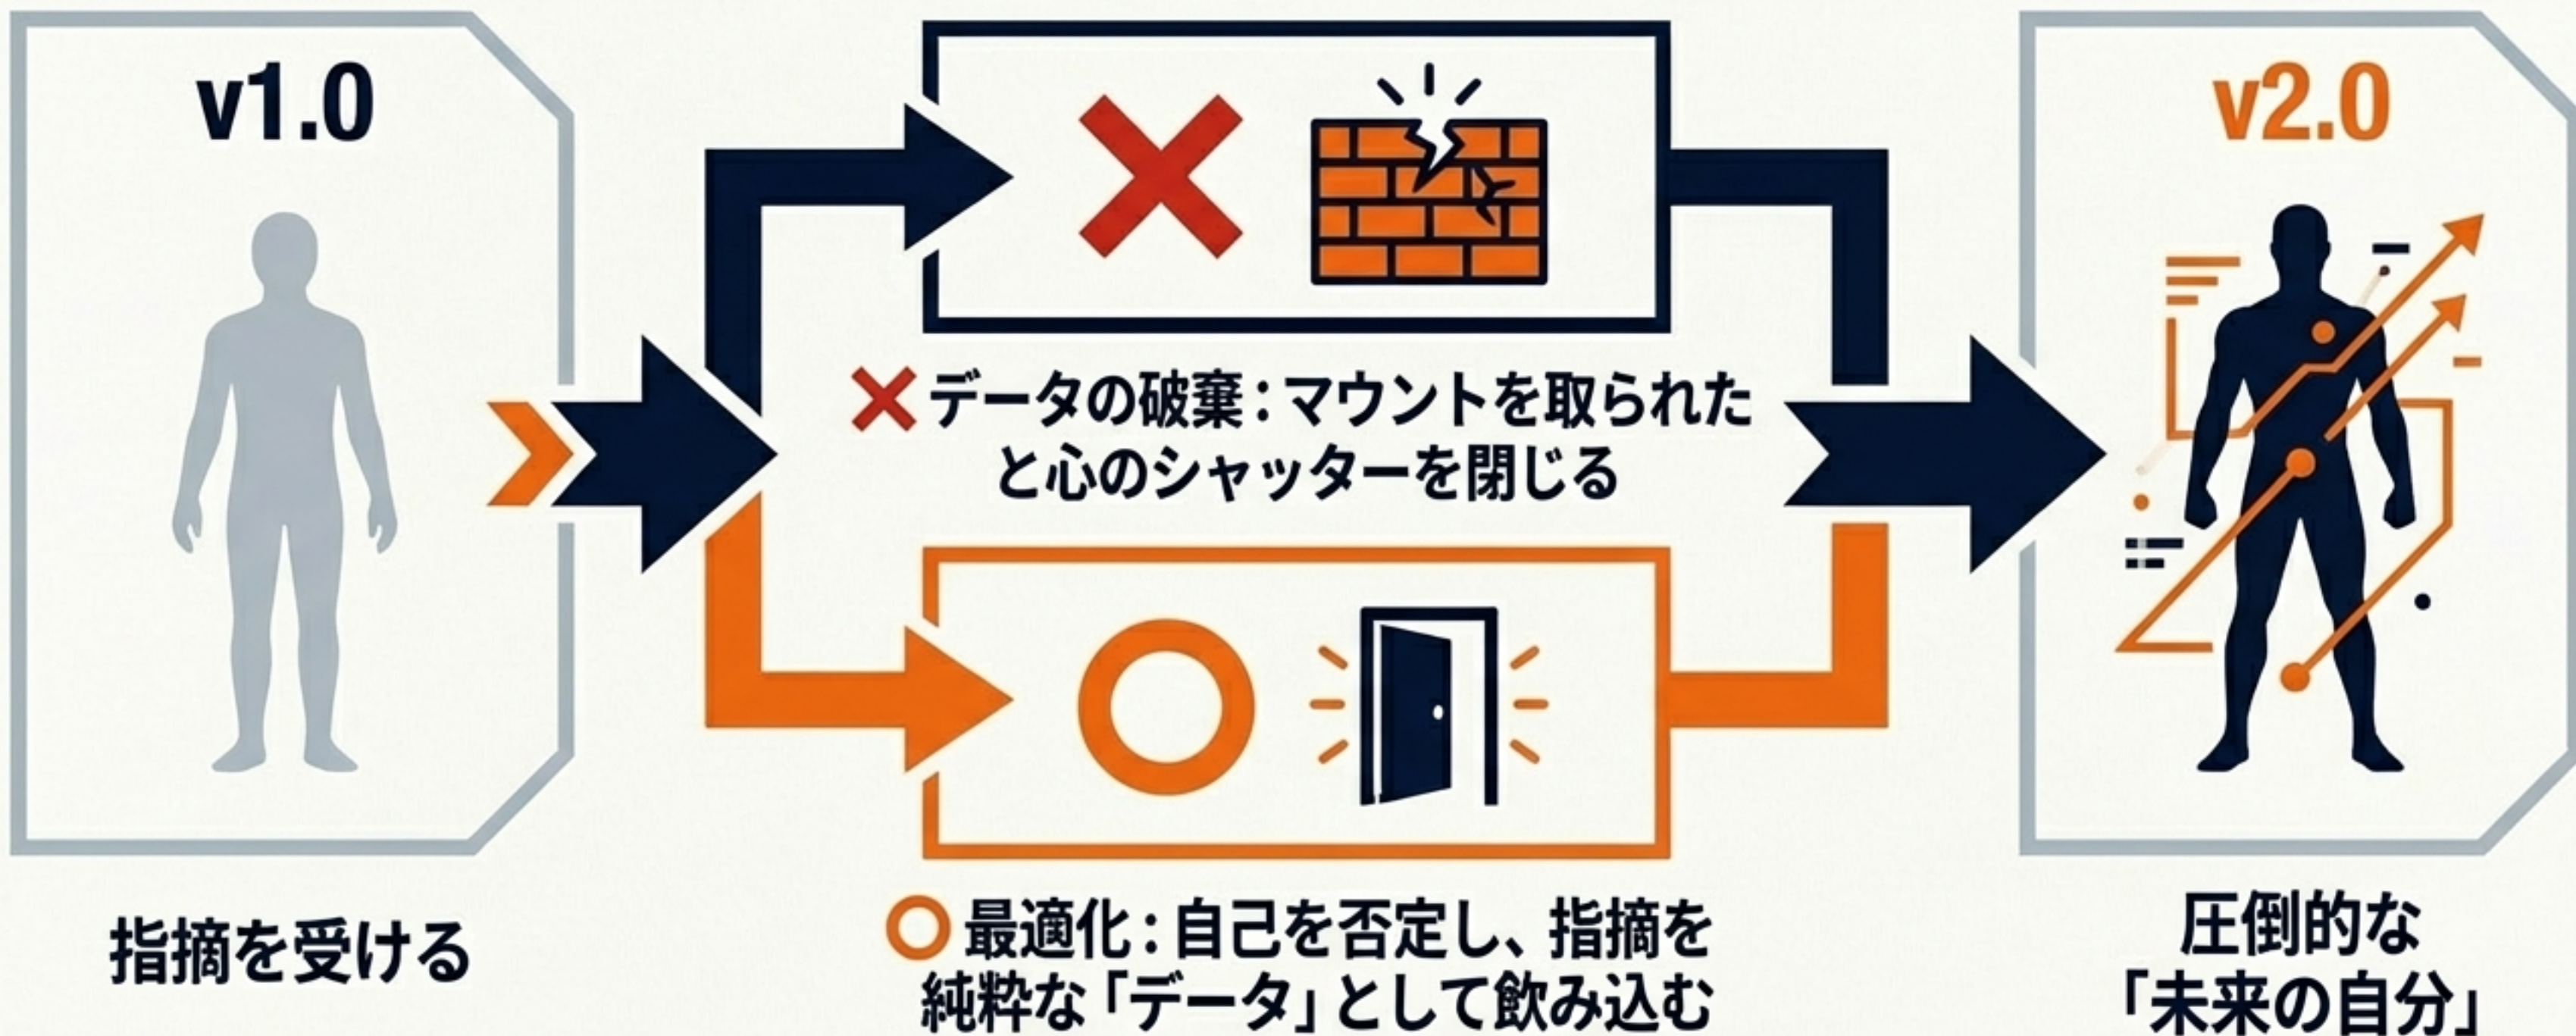 v1.0
指摘を受ける
❌データの破棄：マウントを取られた
と心のシャッターを閉じる
⭕最適化：自己を否定し、指摘を
純粋な「データ」として飲み込む
v2.0
圧倒的な
「未来の自分」